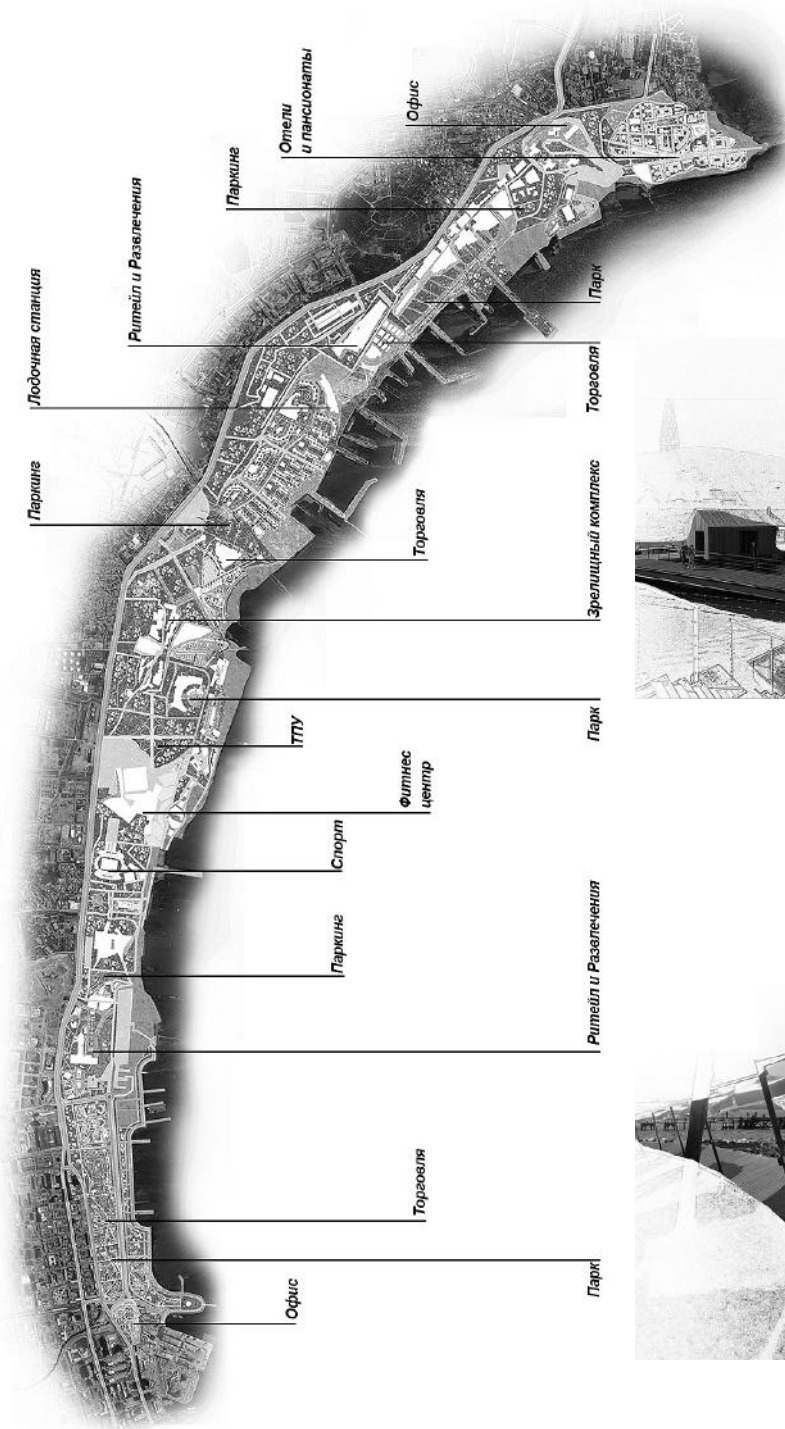 Паркинг
Лодочная станция
Ритейл и Развлечения
Паркинг
Офис
ТПУ
Отели
и пансионаты
Паркинг
Спорт
Торговля
Фитнес
центр
Торговля
Офис
Парк
Ритейл и Развлечения
Парк
Зрелищный комплекс
Торговля
Парк